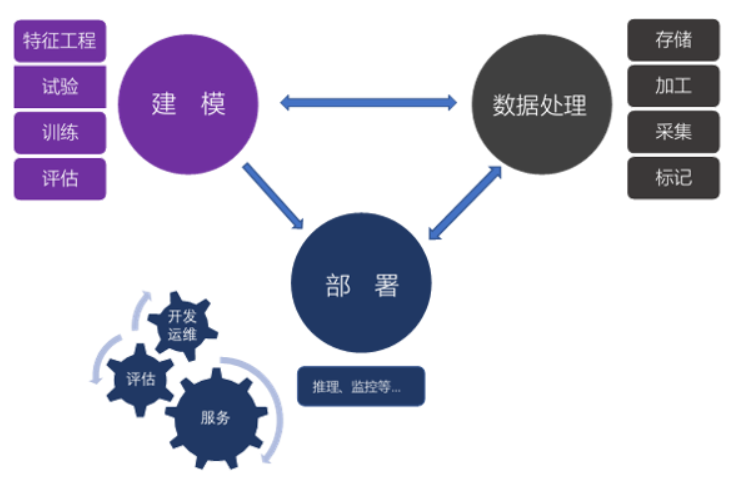 特征工程
试验
训练
评估
建 模
数据处理
存储
加工
采集
标记
部 署
推理、监控等...
开发
运维
评估
服务